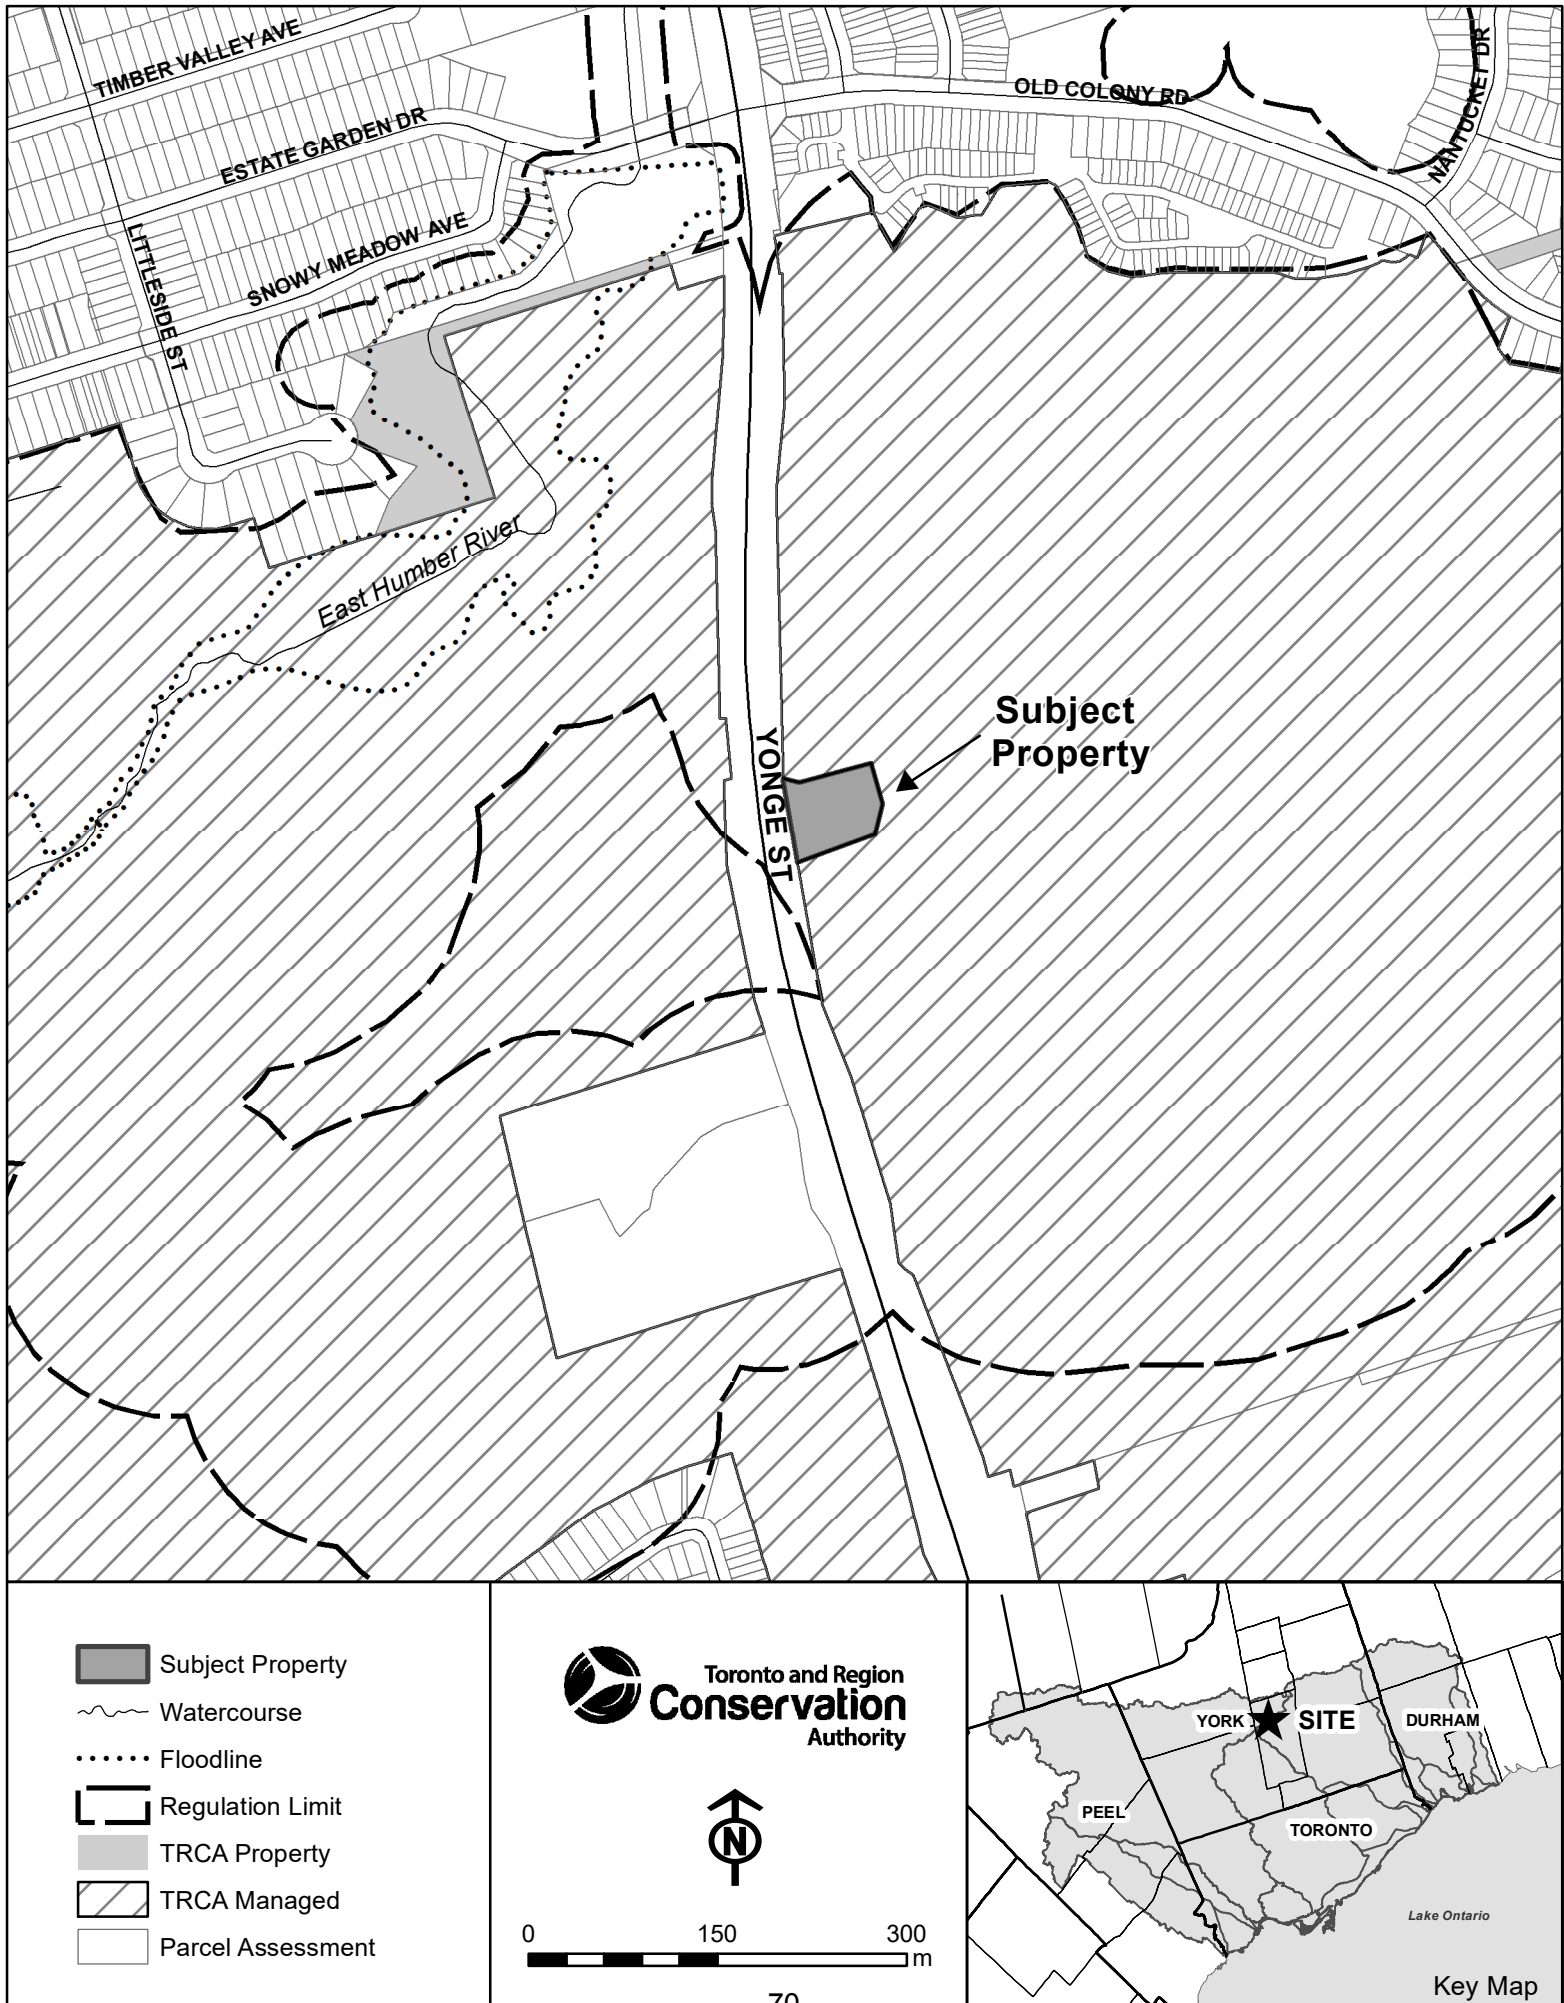 TIMBER VALLEY AVE
ESTATE GARDEN DR
SNOWY MEADOW AVE
LITTLESIDE ST
OLD COLONY RD
NANTUCKET DR
East Humber River
YONGE ST
Subject
Property
Subject Property
Watercourse
Floodline
Regulation Limit
TRCA Property
TRCA Managed
Parcel Assessment
Toronto and Region
Conservation
Authority
N
0 150 300
m
70
YORK
SITE
DURHAM
PEEL
TORONTO
Lake Ontario
Key Map